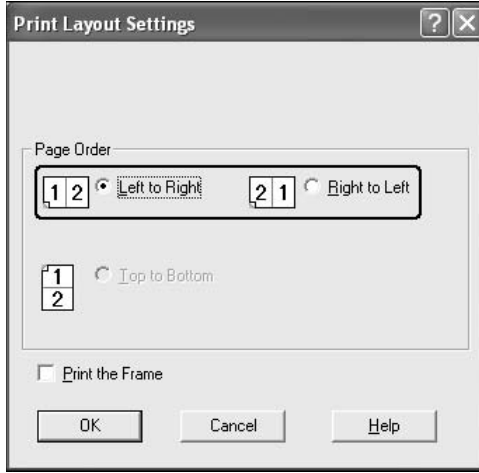 Print Layout Settings
Page Order
1 2 Left to Right 2 1 Right to Left
1
2
Top to Bottom
Print the Frame
OK Cancel Help